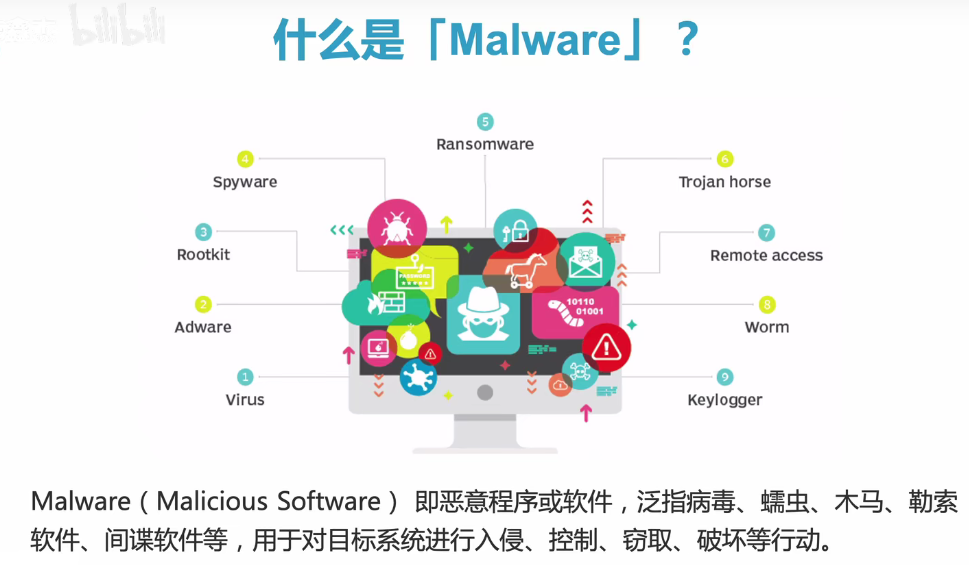 bilibili
什么是「Malware」？
5
Ransomware
4
Spyware
6
Trojan horse
3
Rootkit
7
Remote access
2
Adware
8
Worm
1
Virus
9
Keylogger
PASSWORD
★★★★★
10110
01001
Malware（Malicious Software） 即恶意程序或软件，泛指病毒、蠕虫、木马、勒索
软件、间谍软件等，用于对目标系统进行入侵、控制、窃取、破坏等行动。